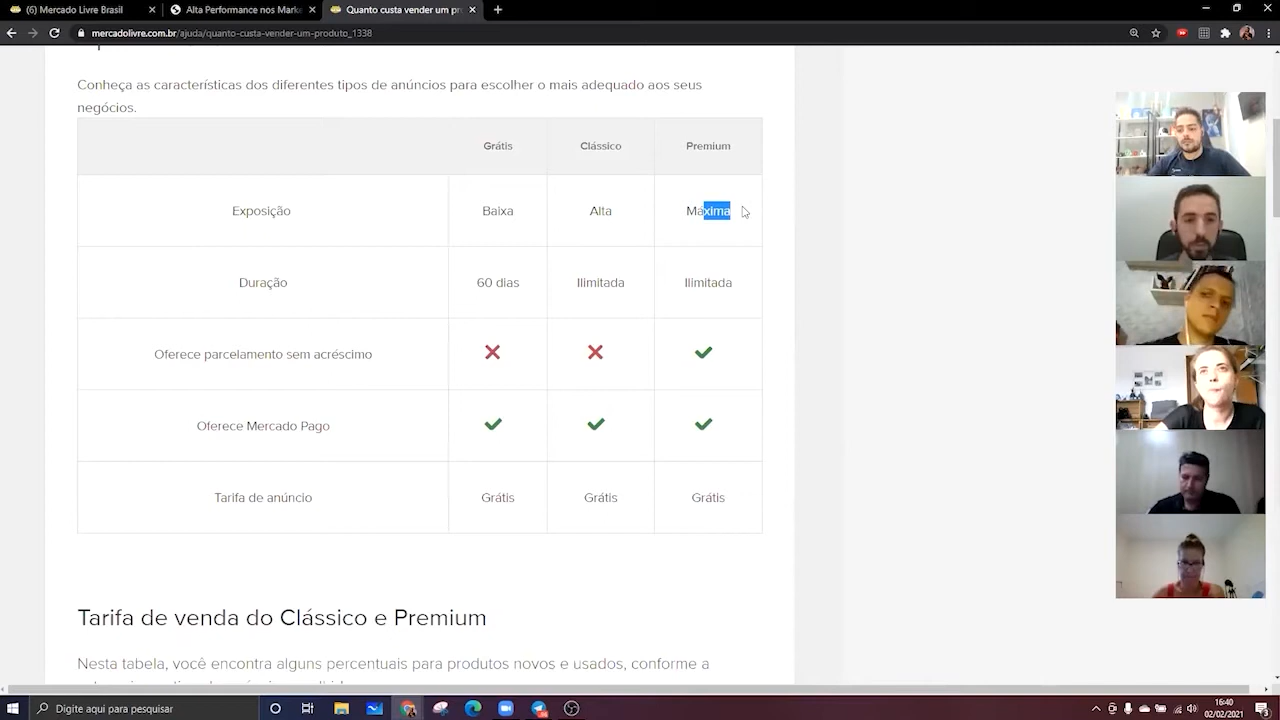 (6) Mercado Livre Brasil
Alta Performance nos Mark
Quanto custa vender um pr
mercadolivre.com.br/ajuda/quanto-custa-vender-um-produto_1338
Conheça as características dos diferentes tipos de anúncios para escolher o mais adequado aos seus
negócios.
Grátis Clássico Premium
Exposição Baixa Alta Máxima
Duração 60 dias Ilimitada Ilimitada
Oferece parcelamento sem acréscimo
Oferece Mercado Pago
Tarifa de anúncio Grátis Grátis Grátis
Tarifa de venda do Clássico e Premium
Nesta tabela, você encontra alguns percentuais para produtos novos e usados, conforme a
Digite aqui para pesquisar
16:40
02/02/2021
3